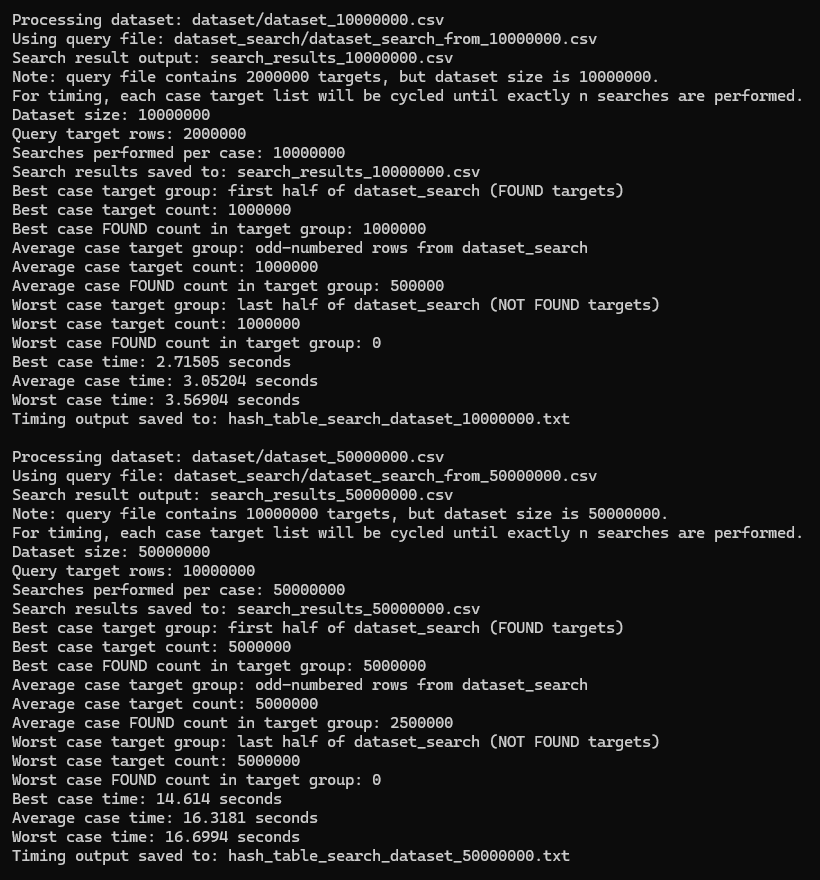 Processing dataset: dataset/dataset_10000000.csv
Using query file: dataset_search/dataset_search_from_10000000.csv
Search result output: search_results_10000000.csv
Note: query file contains 2000000 targets, but dataset size is 10000000.
For timing, each case target list will be cycled until exactly n searches are performed.
Dataset size: 10000000
Query target rows: 2000000
Searches performed per case: 10000000
Search results saved to: search_results_10000000.csv
Best case target group: first half of dataset_search (FOUND targets)
Best case target count: 1000000
Best case FOUND count in target group: 1000000
Average case target group: odd-numbered rows from dataset_search
Average case target count: 1000000
Average case FOUND count in target group: 500000
Worst case target group: last half of dataset_search (NOT FOUND targets)
Worst case target count: 1000000
Worst case FOUND count in target group: 0
Best case time: 2.71505 seconds
Average case time: 3.05204 seconds
Worst case time: 3.56904 seconds
Timing output saved to: hash_table_search_dataset_10000000.txt

Processing dataset: dataset/dataset_50000000.csv
Using query file: dataset_search/dataset_search_from_50000000.csv
Search result output: search_results_50000000.csv
Note: query file contains 10000000 targets, but dataset size is 50000000.
For timing, each case target list will be cycled until exactly n searches are performed.
Dataset size: 50000000
Query target rows: 10000000
Searches performed per case: 50000000
Search results saved to: search_results_50000000.csv
Best case target group: first half of dataset_search (FOUND targets)
Best case target count: 5000000
Best case FOUND count in target group: 5000000
Average case target group: odd-numbered rows from dataset_search
Average case target count: 5000000
Average case FOUND count in target group: 2500000
Worst case target group: last half of dataset_search (NOT FOUND targets)
Worst case target count: 5000000
Worst case FOUND count in target group: 0
Best case time: 14.614 seconds
Average case time: 16.3181 seconds
Worst case time: 16.6994 seconds
Timing output saved to: hash_table_search_dataset_50000000.txt